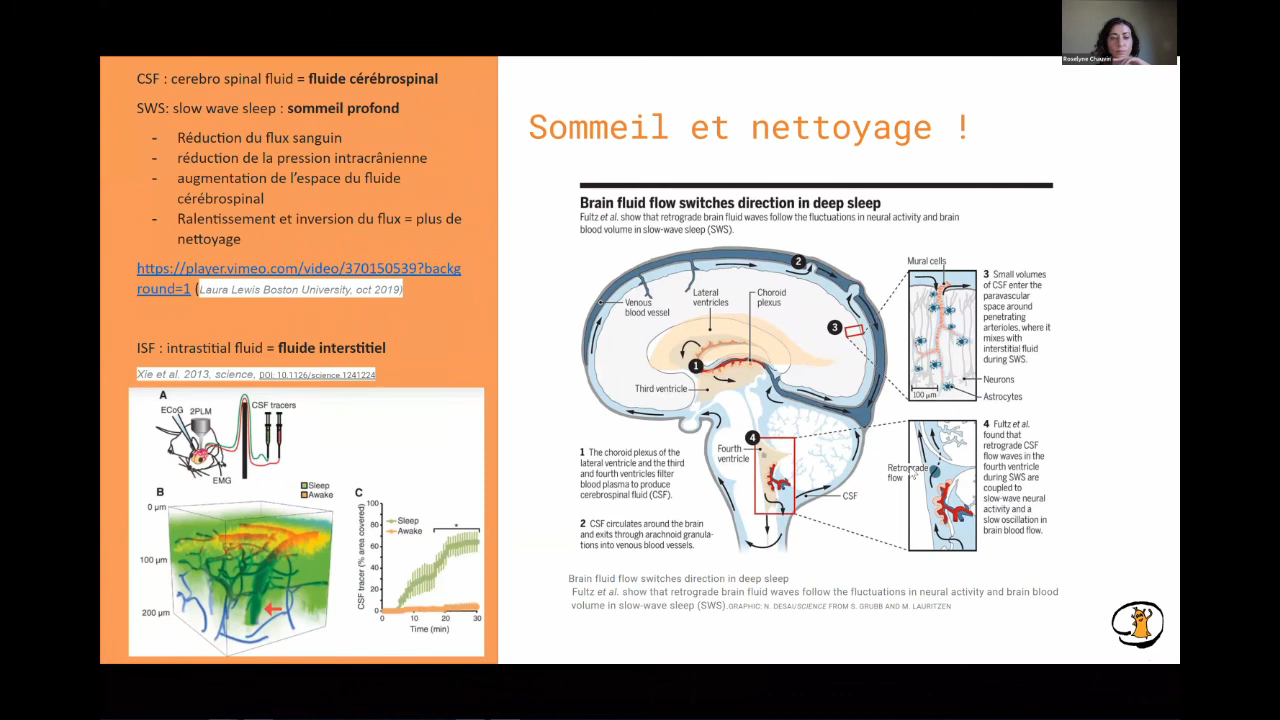 Roselyne Chauvin
CSF : cerebro spinal fluid = fluide cérébrospinal
SWS: slow wave sleep : sommeil profond
- Réduction du flux sanguin
- réduction de la pression intracrânienne
- augmentation de l'espace du fluide
cérébrospinal
- Ralentissement et inversion du flux = plus de
nettoyage
https://player.vimeo.com/video/370150539?backg
round=1 (Laura Lewis Boston University, oct 2019)
ISF : intrastitial fluid = fluide interstitiel
Xie et al. 2013, science, DOI: 10.1126/science.1241224
A
ECoG 2PLM
CSF tracers
EMG
B
Sleep
Awake
0 µm
100 µm
200 µm
C
CSF tracer (% area covered)
100
80
60
40
20
0
Sleep
Awake
*
0 10 20 30
Time (min)
Sommeil et nettoyage !
Brain fluid flow switches direction in deep sleep
Fultz et al. show that retrograde brain fluid waves follow the fluctuations in neural activity and brain
blood volume in slow-wave sleep (SWS).
2
Venous
blood vessel
Lateral
ventricles
Choroid
plexus
3
1
Third ventricle
4
Fourth
ventricle
CSF
1 The choroid plexus of the
lateral ventricle and the third
and fourth ventricles filter
blood plasma to produce
cerebrospinal fluid (CSF).
2 CSF circulates around the brain
and exits through arachnoid granula-
tions into venous blood vessels.
Mural cells
100 µm
Neurons
Astrocytes
3 Small volumes
of CSF enter the
paravascular
space around
penetrating
arterioles, where it
mixes with
interstitial fluid
during SWS.
Retrograde
flow
4 Fultz et al.
found that
retrograde CSF
flow waves in the
fourth ventricle
during SWS are
coupled to
slow-wave neural
activity and a
slow oscillation in
brain blood flow.
Brain fluid flow switches direction in deep sleep
Fultz et al. show that retrograde brain fluid waves follow the fluctuations in neural activity and brain blood
volume in slow-wave sleep (SWS).GRAPHIC: N. DESAI/SCIENCE FROM S. GRUBB AND M. LAURITZEN